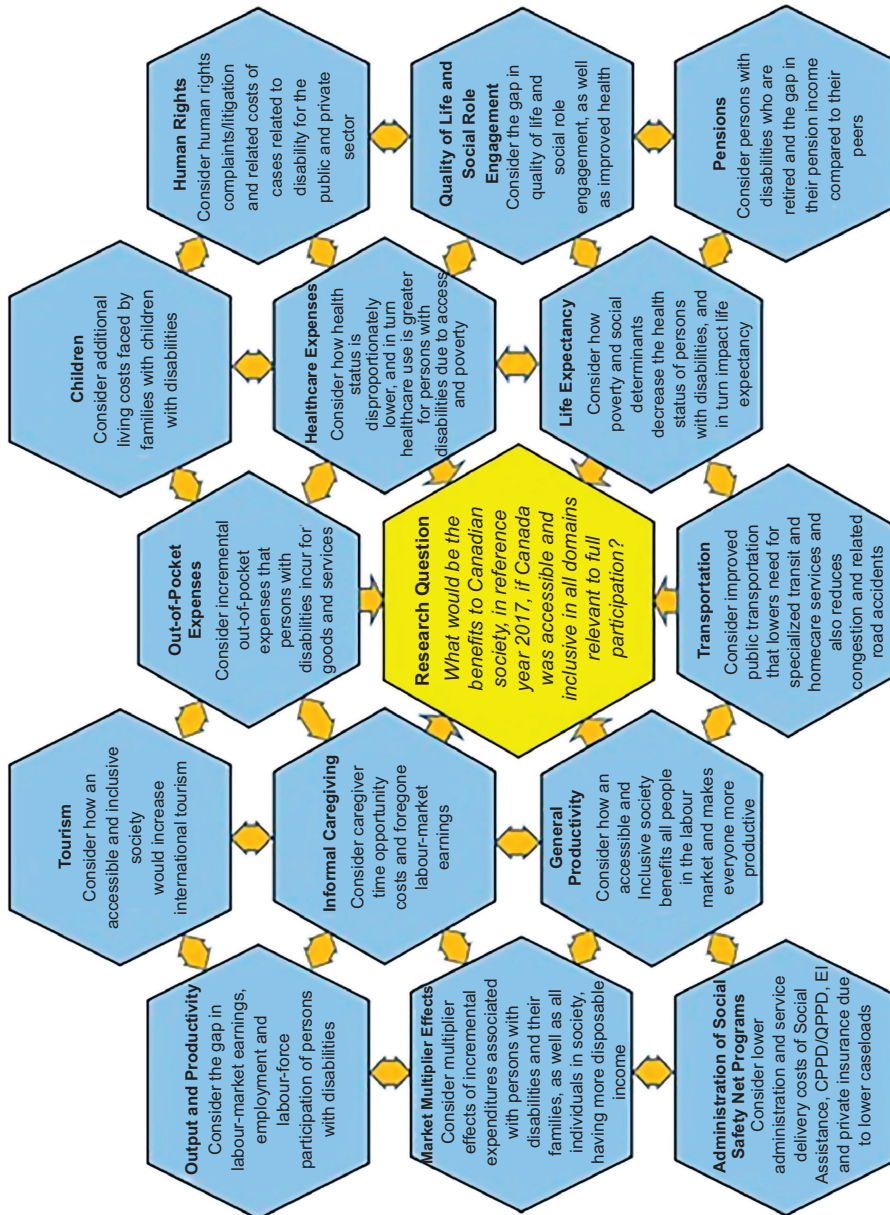 Tourism
Consider how an
accessible and inclusive
society
would increase
international tourism
Children
Consider additional
living costs faced by
families with children
with disabilities
Output and Productivity
Consider the gap in
labour-market earnings,
employment and
labour-force
participation of persons
with disabilities
Out-of-Pocket
Expenses
Consider incremental
out-of-pocket
expenses that
persons with
disabilities incur for
goods and services
Human Rights
Consider human rights
complaints/litigation
and related costs of
cases related to
disability for the
public and private
sector
Informal Caregiving
Consider caregiver
time opportunity
costs and foregone
labour-market
earnings
Healthcare Expenses
Consider how health
status is
disproportionately
lower, and in turn
healthcare use is greater
for persons with
disabilities due to access
and poverty
Market Multiplier Effects
Consider multiplier
effects of incremental
expenditures associated
with persons with
disabilities and their
families, as well as all
individuals in society,
having more disposable
income
Research Question
What would be the
benefits to Canadian
society, in reference
year 2017, if Canada
was accessible and
inclusive in all domains
relevant to full
participation?
Quality of Life and
Social Role
Engagement
Consider the gap in
quality of life and
social role
engagement, as well
as improved health
General
Productivity
Consider how an
accessible and
Inclusive society
benefits all people
in the labour
market and makes
everyone more
productive
Life Expectancy
Consider how
poverty and social
determinants
decrease the health
status of persons
with disabilities, and
in turn impact life
expectancy
Administration of Social
Safety Net Programs
Consider lower
administration and service
delivery costs of Social
Assistance, CPPD/QPPD, EI
and private insurance due
to lower caseloads
Transportation
Consider improved
public transportation
that lowers need for
specialized transit and
homecare services and
also reduces
congestion and related
road accidents
Pensions
Consider persons with
disabilities who are
retired and the gap in
their pension income
compared to their
peers